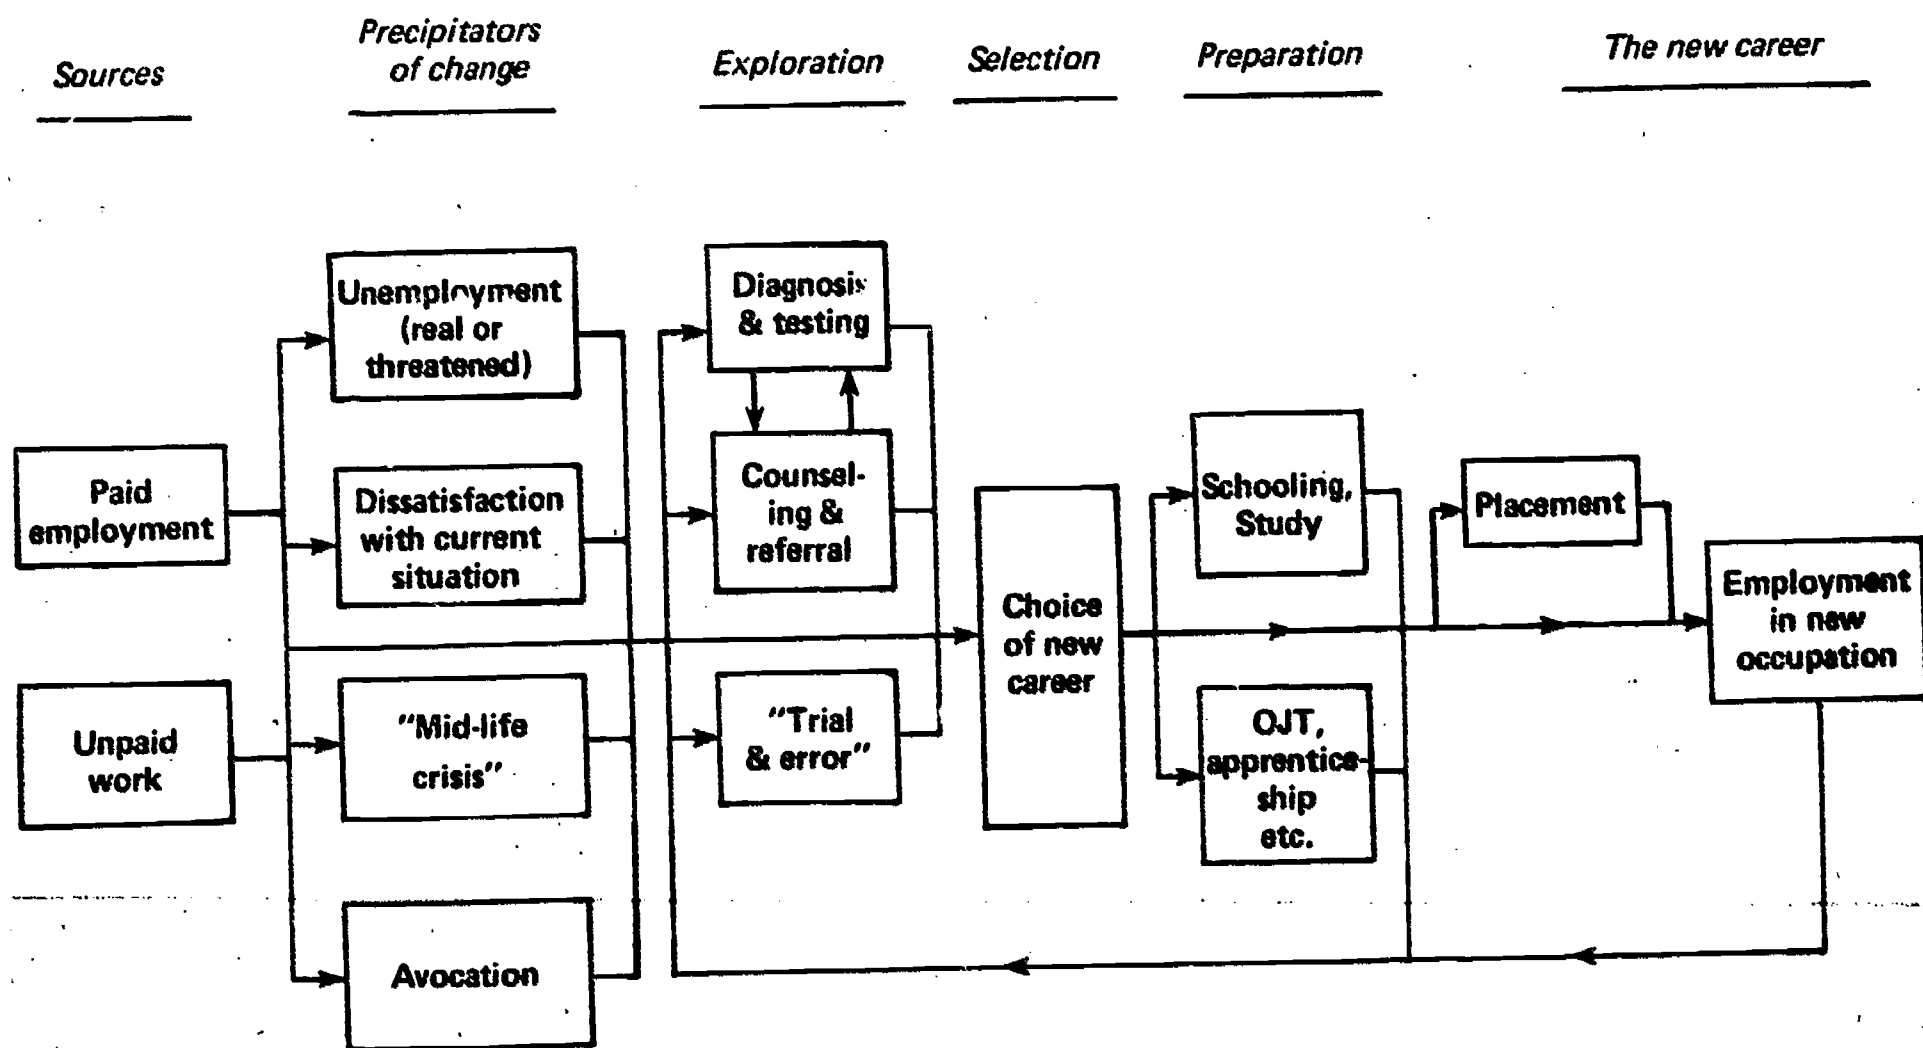 Sources
Precipitators
of change
Exploration
Selection
Preparation
The new career
Unemployment
(real or
threatened)
Diagnosis
& testing
Paid
employment
Dissatisfaction
with current
situation
Counsel-
ing &
referral
Schooling,
Study
Placement
Choice
of new
career
Employment
in new
occupation
Unpaid
work
"Mid-life
crisis"
"Trial
& error"
OJT,
apprentice-
ship
etc.
Avocation